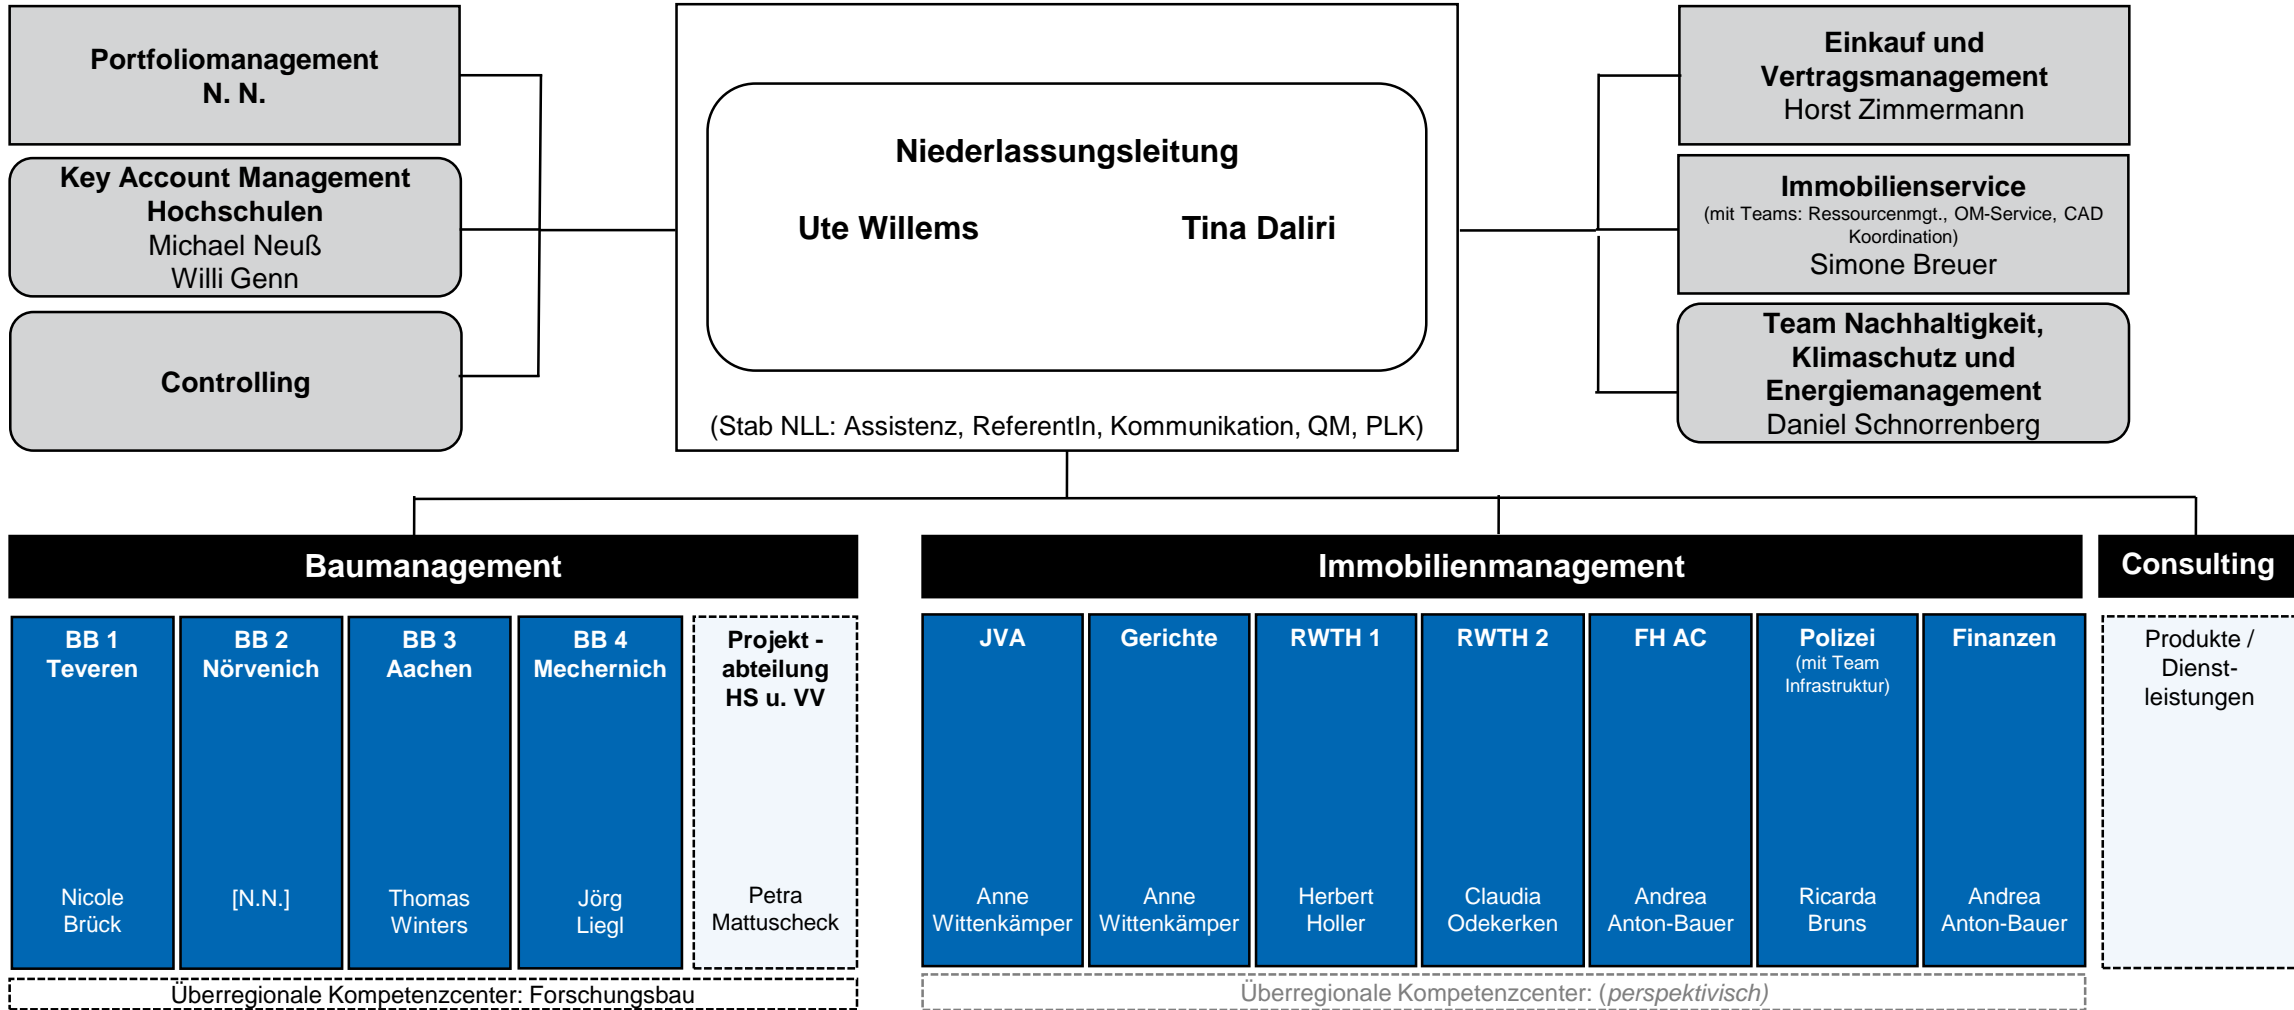 Portfoliomanagement
N. N.
Key Account Management
Hochschulen
Michael Neuß
Willi Genn
Controlling
Niederlassungsleitung
Ute Willems
Tina Daliri
(Stab NLL: Assistenz, ReferentIn, Kommunikation, QM, PLK)
Einkauf und
Vertragsmanagement
Horst Zimmermann
Immobilienservice
(mit Teams: Ressourcenmgt., OM-Service, CAD
Koordination)
Simone Breuer
Team Nachhaltigkeit,
Klimaschutz und
Energiemanagement
Daniel Schnorrenberg
Baumanagement
BB 1
Teveren
Nicole
Brück
BB 2
Nörvenich
[N.N.]
BB 3
Aachen
Thomas
Winters
BB 4
Mechernich
Jörg
Liegl
Projekt -
abteilung
HS u. VV
Petra
Mattuscheck
Überregionale Kompetenzcenter: Forschungsbau
Immobilienmanagement
JVA
Anne
Wittenkämper
Gerichte
Anne
Wittenkämper
RWTH 1
Herbert
Holler
RWTH 2
Claudia
Odekerken
FH AC
Andrea
Anton-Bauer
Polizei
(mit Team
Infrastruktur)
Ricarda
Bruns
Finanzen
Andrea
Anton-Bauer
Überregionale Kompetenzcenter: (perspektivisch)
Consulting
Produkte /
Dienst-
leistungen